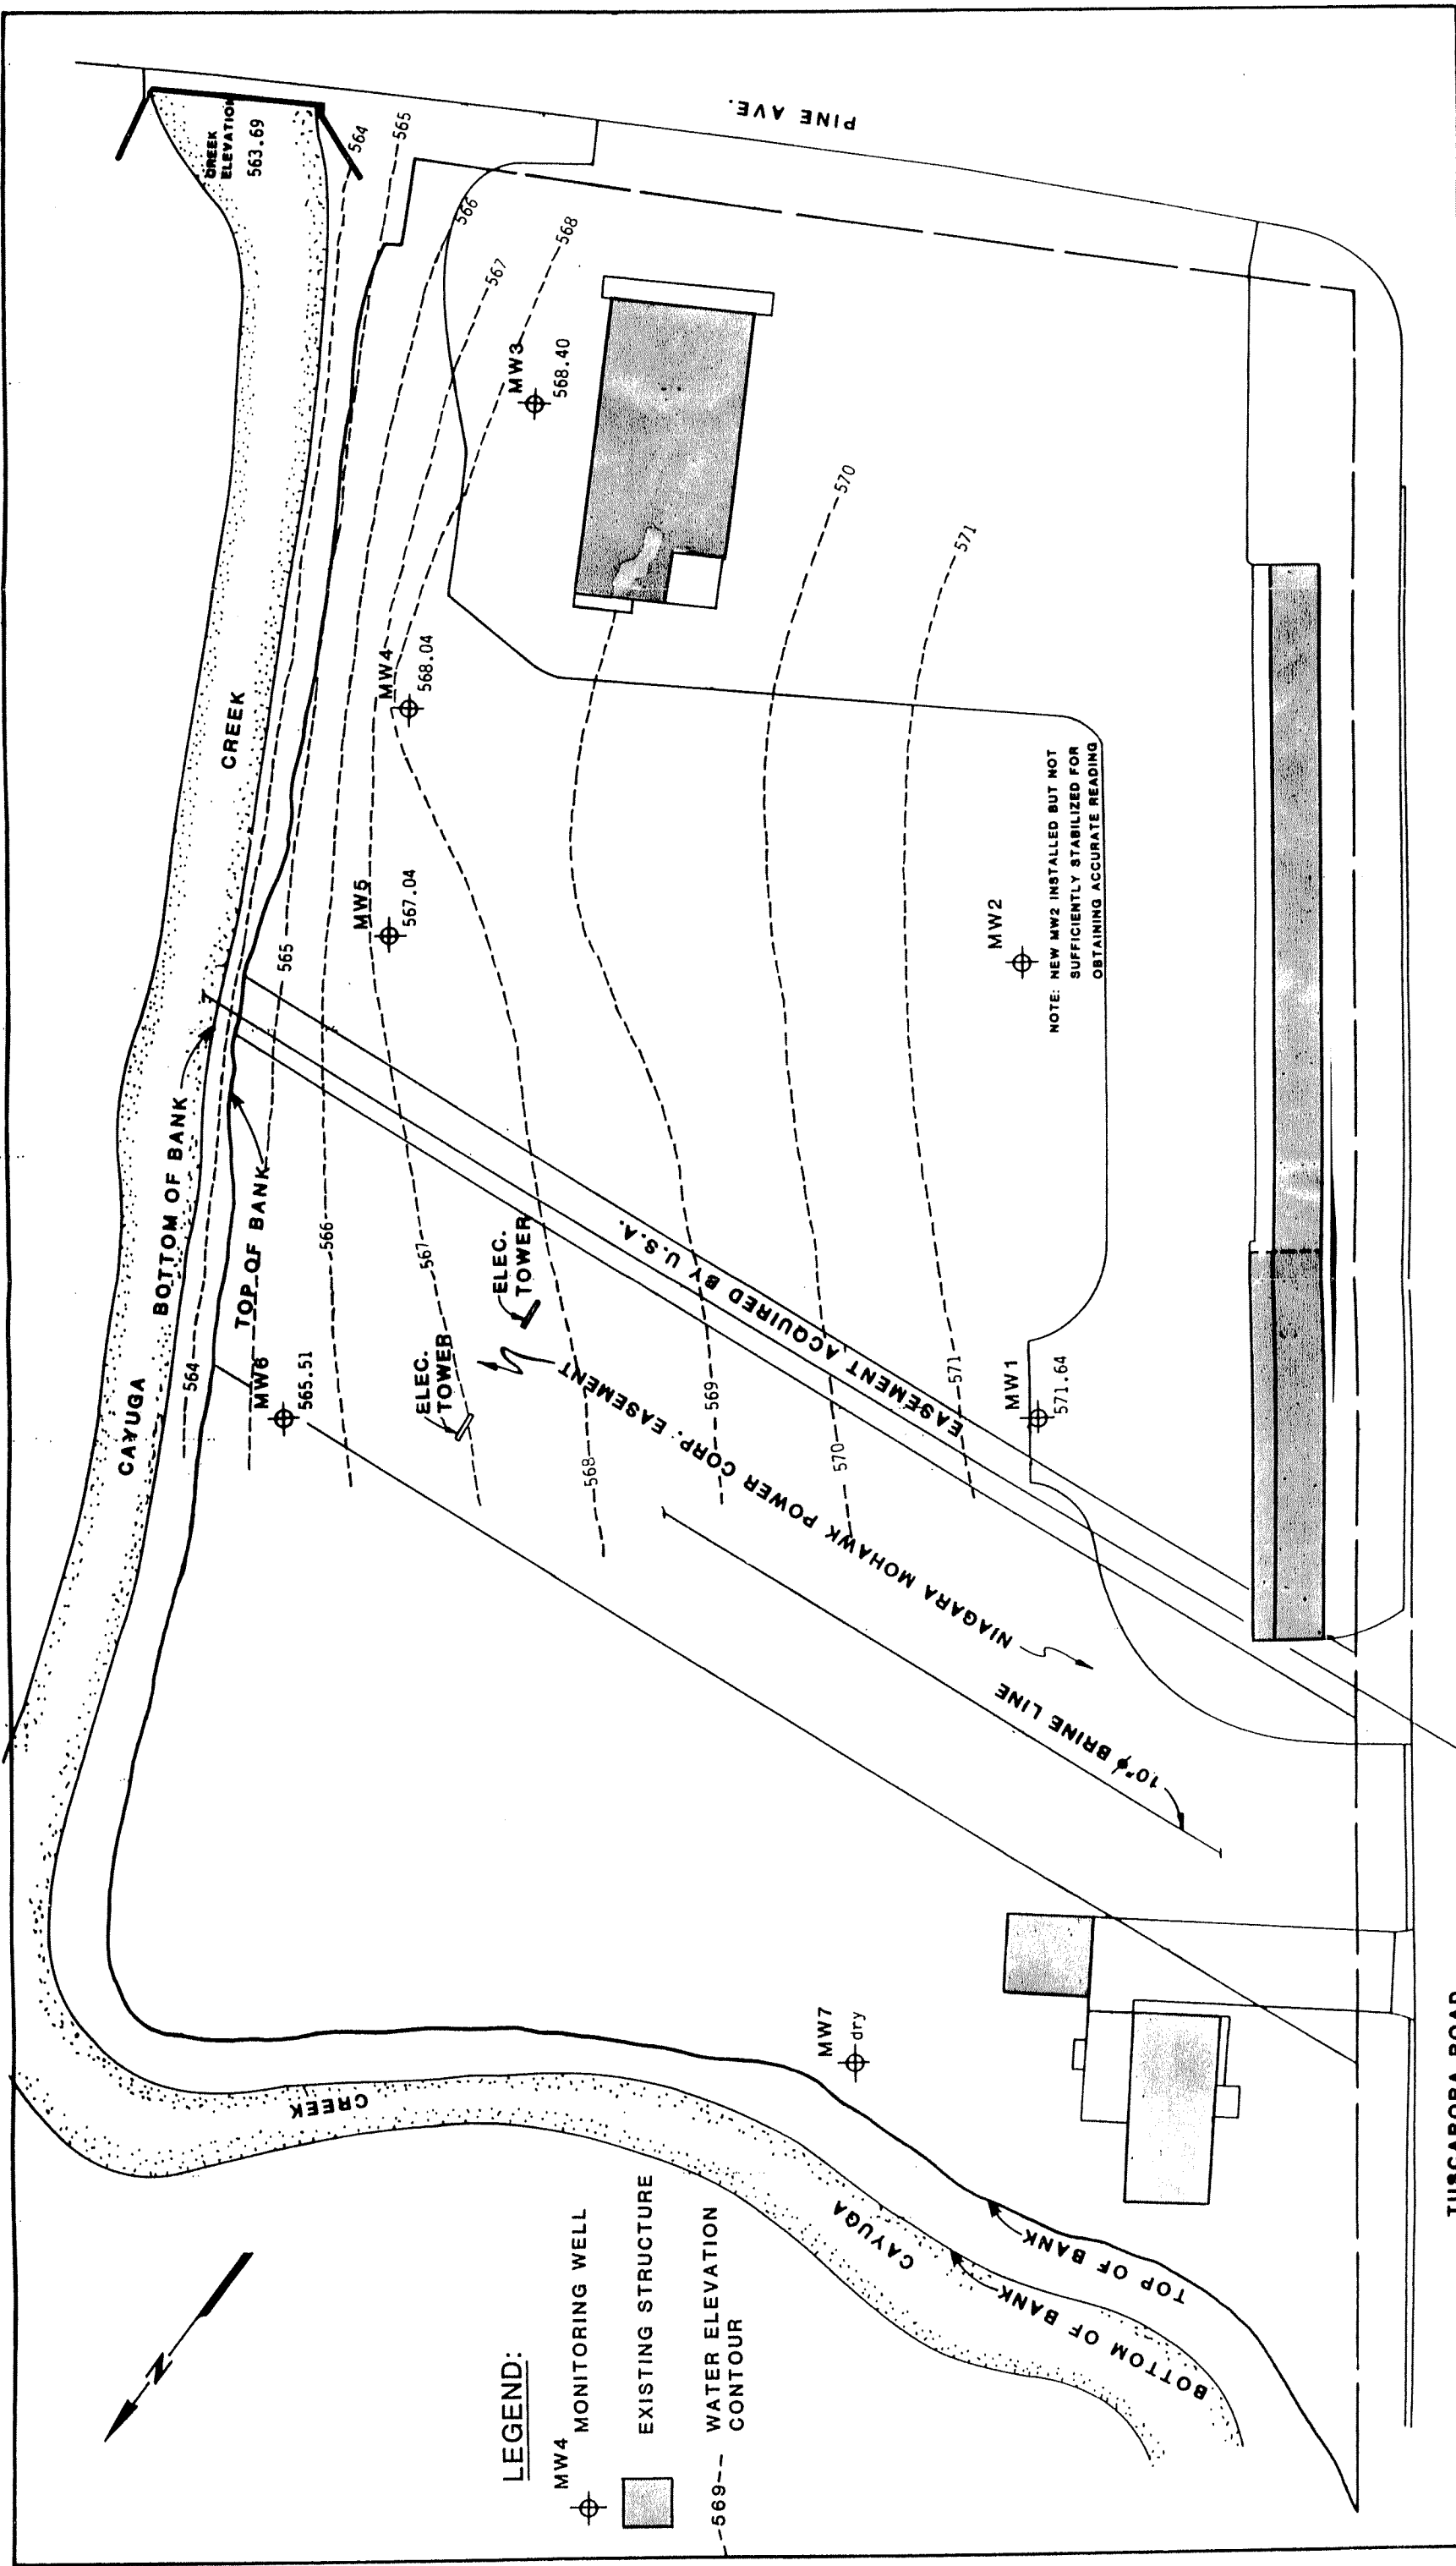 PINE AVE.
CREEK
ELEVATION
563.69
564
565
566
567
568
MW3
568.40
570
571
CREEK
MW4
568.04
MW5
567.04
565
MW2
NOTE: NEW MW2 INSTALLED BUT NOT
SUFFICIENTLY STABILIZED FOR
OBTAINING ACCURATE READING
BOTTOM OF BANK
TOP OF BANK
CAYUGA
564
566
567
MW6
565.51
ELEC.
TOWER
ELEC.
TOWER
EASEMENT ACQUIRED BY U.S.A.
NIAGARA MOHAWK POWER CORP. EASEMENT
568
569
570
571
MW1
571.64
10"φ BRINE LINE
MW7
dry
CREEK
CAYUGA
TOP OF BANK
BOTTOM OF BANK
TUSCARORA ROAD
N
LEGEND:
MW4
MONITORING WELL
EXISTING STRUCTURE
-569-- WATER ELEVATION
CONTOUR